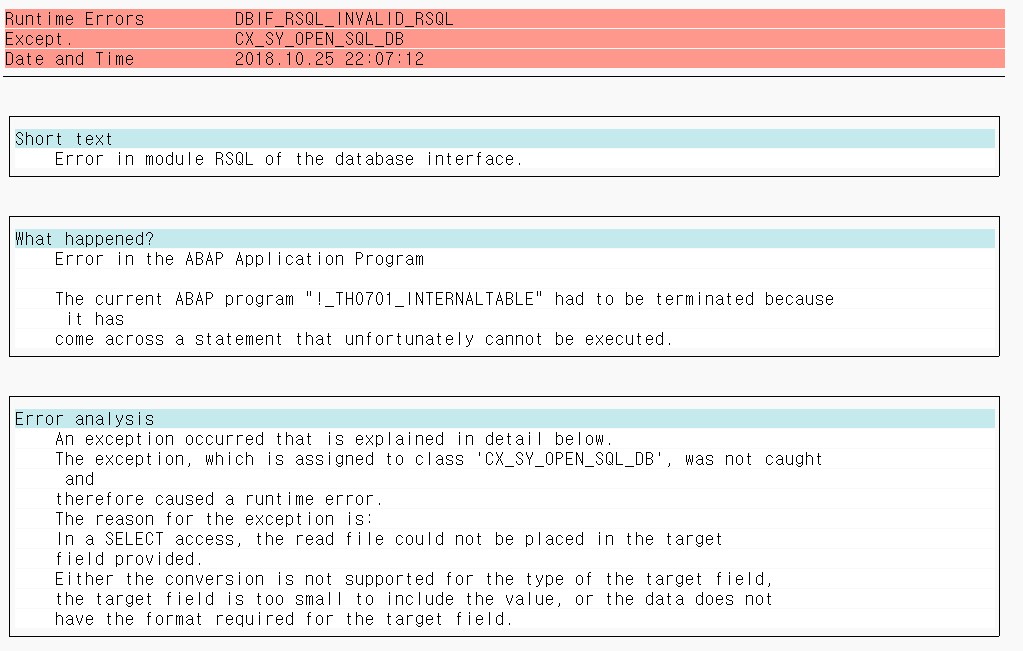 Runtime Errors DBIF_RSQL_INVALID_RSQL
Except. CX_SY_OPEN_SQL_DB
Date and Time 2018.10.25 22:07:12
Short text
Error in module RSQL of the database interface.
What happened?
Error in the ABAP Application Program
The current ABAP program "!_TH0701_INTERNALTABLE" had to be terminated because
it has
come across a statement that unfortunately cannot be executed.
Error analysis
An exception occurred that is explained in detail below.
The exception, which is assigned to class 'CX_SY_OPEN_SQL_DB', was not caught
and
therefore caused a runtime error.
The reason for the exception is:
In a SELECT access, the read file could not be placed in the target
field provided.
Either the conversion is not supported for the type of the target field,
the target field is too small to include the value, or the data does not
have the format required for the target field.